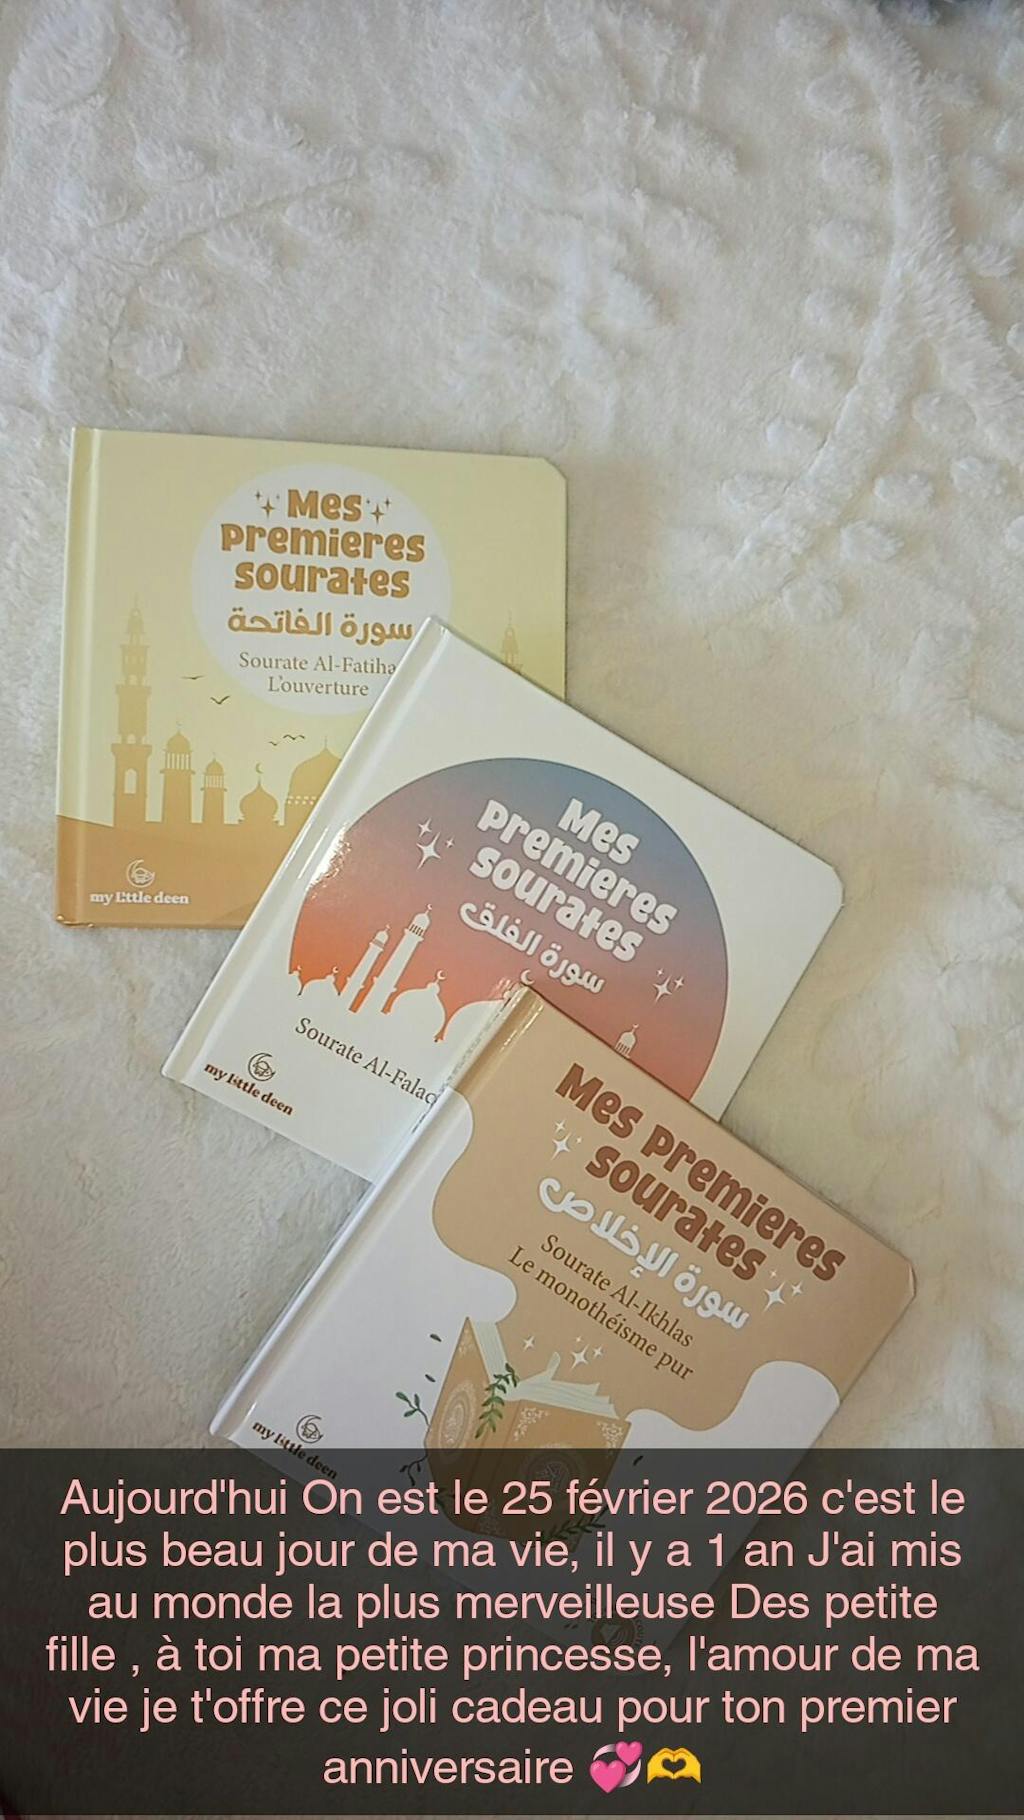 Mes
premieres
sourates
سورة الفاتحة
Sourate Al-Fatiha
L'ouverture
my little deen
Mes
premieres
sourates
سورة الفلق
Sourate Al-Falaq
my little deen
Mes premieres
sourates
سورة الإخلاص
Sourate Al-Ikhlas
Le monothéisme pur
my little deen
Aujourd'hui On est le 25 février 2026 c'est le
plus beau jour de ma vie, il y a 1 an J'ai mis
au monde la plus merveilleuse Des petite
fille , à toi ma petite princesse, l'amour de ma
vie je t'offre ce joli cadeau pour ton premier
anniversaire 💞🫶